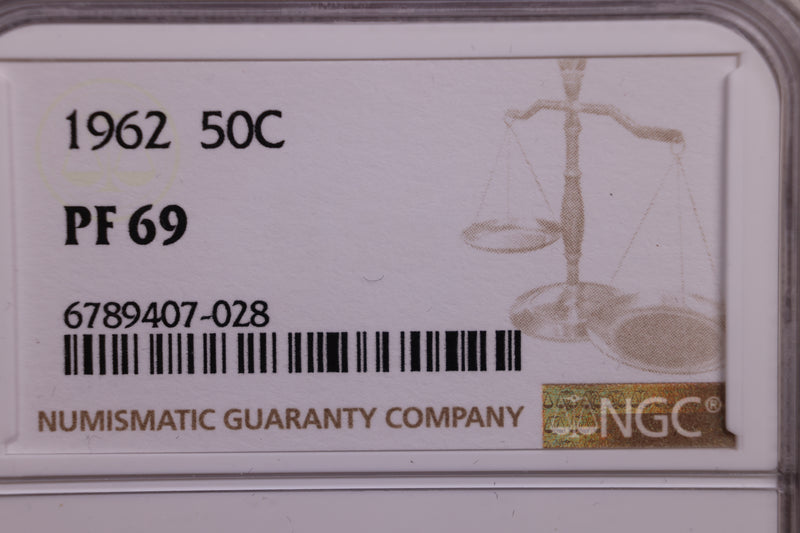 1962 50C
PF 69
6789407-028
NUMISMATIC GUARANTY COMPANY
NGC®